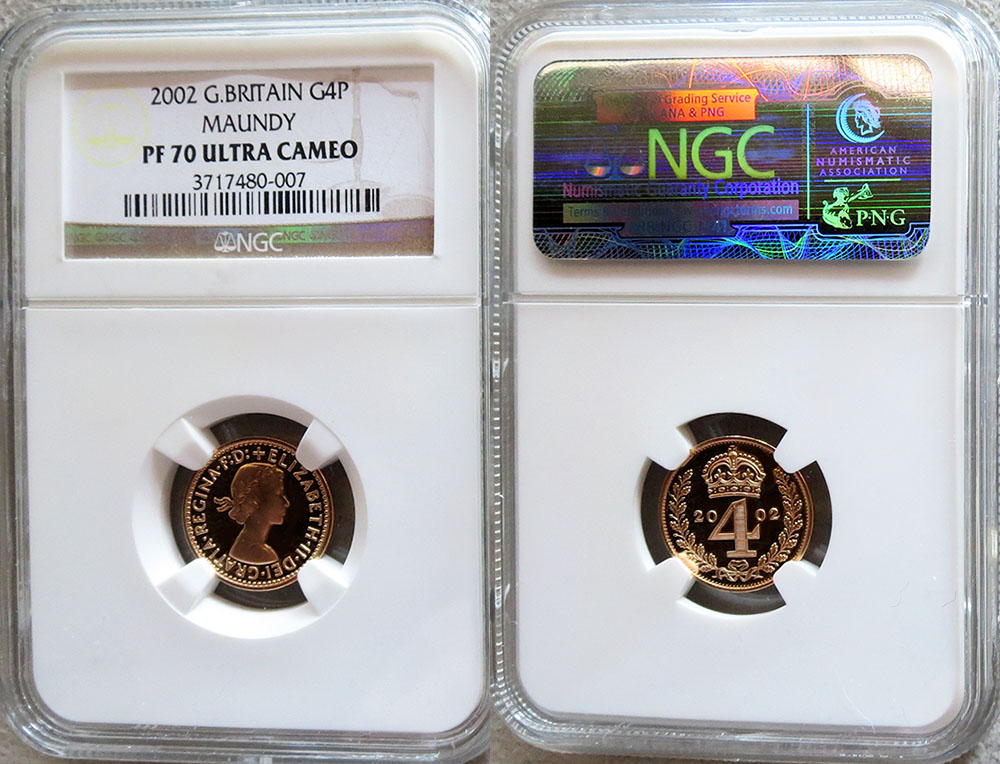 2002 G.BRITAIN G4P
MAUNDY
PF 70 ULTRA CAMEO
3717480-007
NGC
+ELIZABETH·II·DEI·GRATIA·REGINA·F:D:
Grading Service
ANA & PNG
NGC
Numismatic Guaranty Corporation
AMERICAN
NUMISMATIC
ASSOCIATION
P·N·G
20 4 02